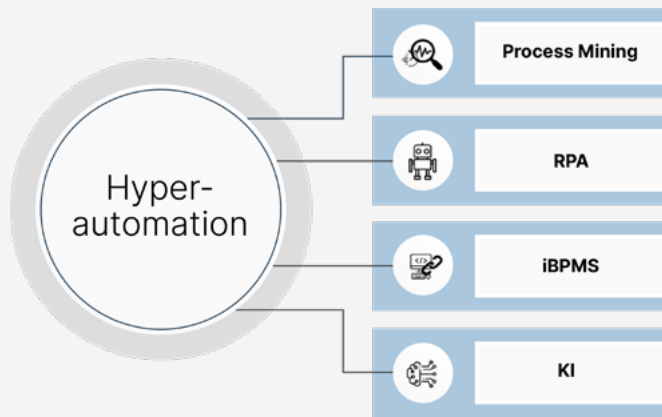 Hyper-
automation
Process Mining
RPA
iBPMS
KI